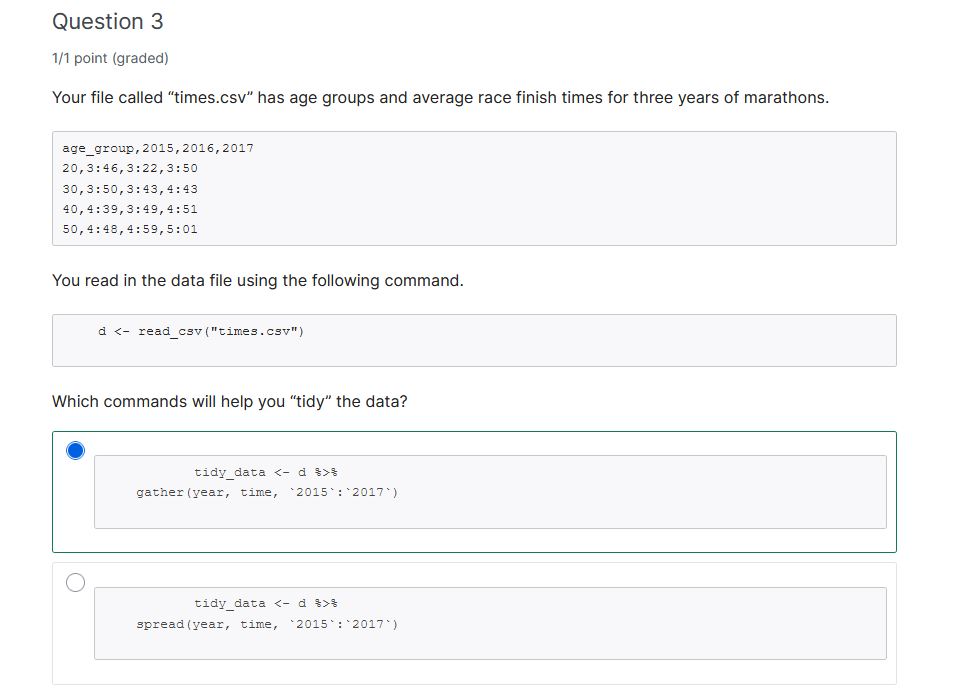 Question 3
1/1 point (graded)
Your file called “times.csv” has age groups and average race finish times for three years of marathons.
age_group,2015,2016,2017
20,3:46,3:22,3:50
30,3:50,3:43,4:43
40,4:39,3:49,4:51
50,4:48,4:59,5:01
You read in the data file using the following command.
d <- read_csv("times.csv")
Which commands will help you “tidy” the data?
tidy_data <- d %>%
gather(year, time, `2015`:`2017`)
tidy_data <- d %>%
spread(year, time, `2015`:`2017`)